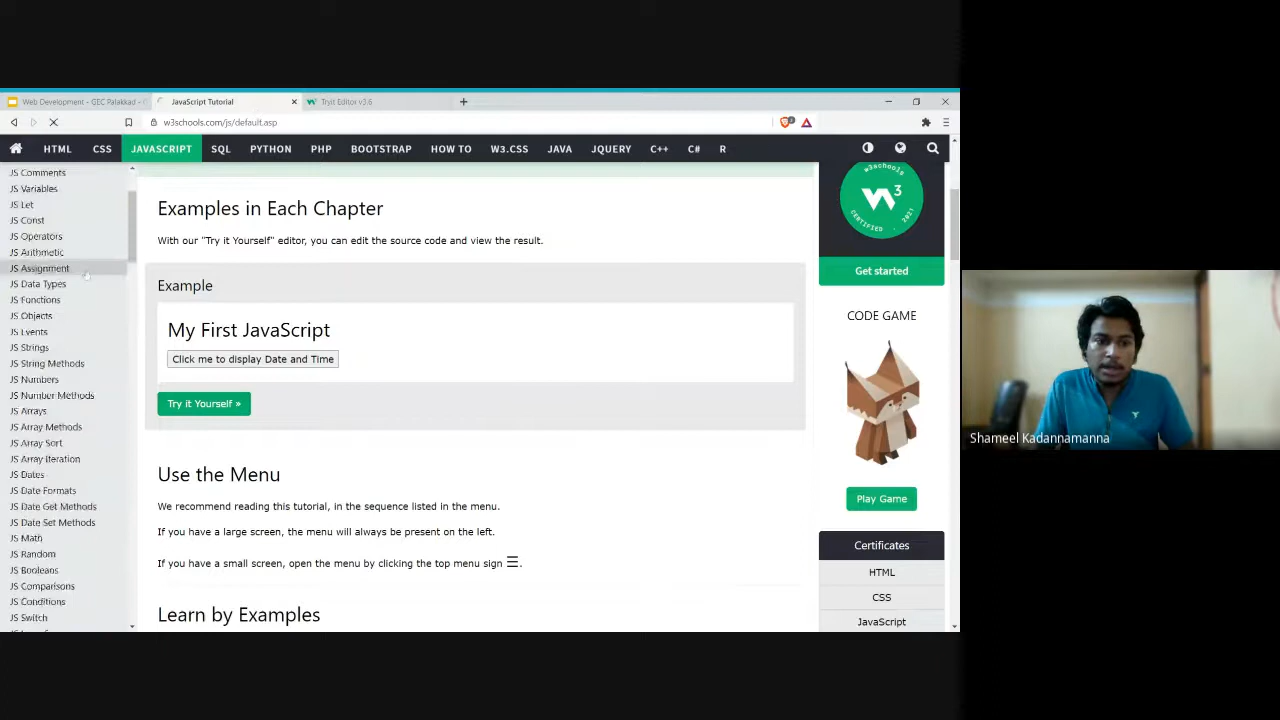 Web Development - GEC Palakkad -
JavaScript Tutorial
Tryit Editor v3.6
w3schools.com/js/default.asp
HTML
CSS
JAVASCRIPT
SQL
PYTHON
PHP
BOOTSTRAP
HOW TO
W3.CSS
JAVA
JQUERY
C++
C#
R
JS Comments
JS Variables
JS Let
JS Const
JS Operators
JS Arithmetic
JS Assignment
JS Data Types
JS Functions
JS Objects
JS Events
JS Strings
JS String Methods
JS Numbers
JS Number Methods
JS Arrays
JS Array Methods
JS Array Sort
JS Array Iteration
JS Dates
JS Date Formats
JS Date Get Methods
JS Date Set Methods
JS Math
JS Random
JS Booleans
JS Comparisons
JS Conditions
JS Switch
Examples in Each Chapter
With our "Try it Yourself" editor, you can edit the source code and view the result.
Example
My First JavaScript
Click me to display Date and Time
Try it Yourself »
Use the Menu
We recommend reading this tutorial, in the sequence listed in the menu.
If you have a large screen, the menu will always be present on the left.
If you have a small screen, open the menu by clicking the top menu sign ☰.
Learn by Examples
w3schools
W3
CERTIFIED . 2021
Get started
CODE GAME
Play Game
Certificates
HTML
CSS
JavaScript
Shameel Kadannamanna